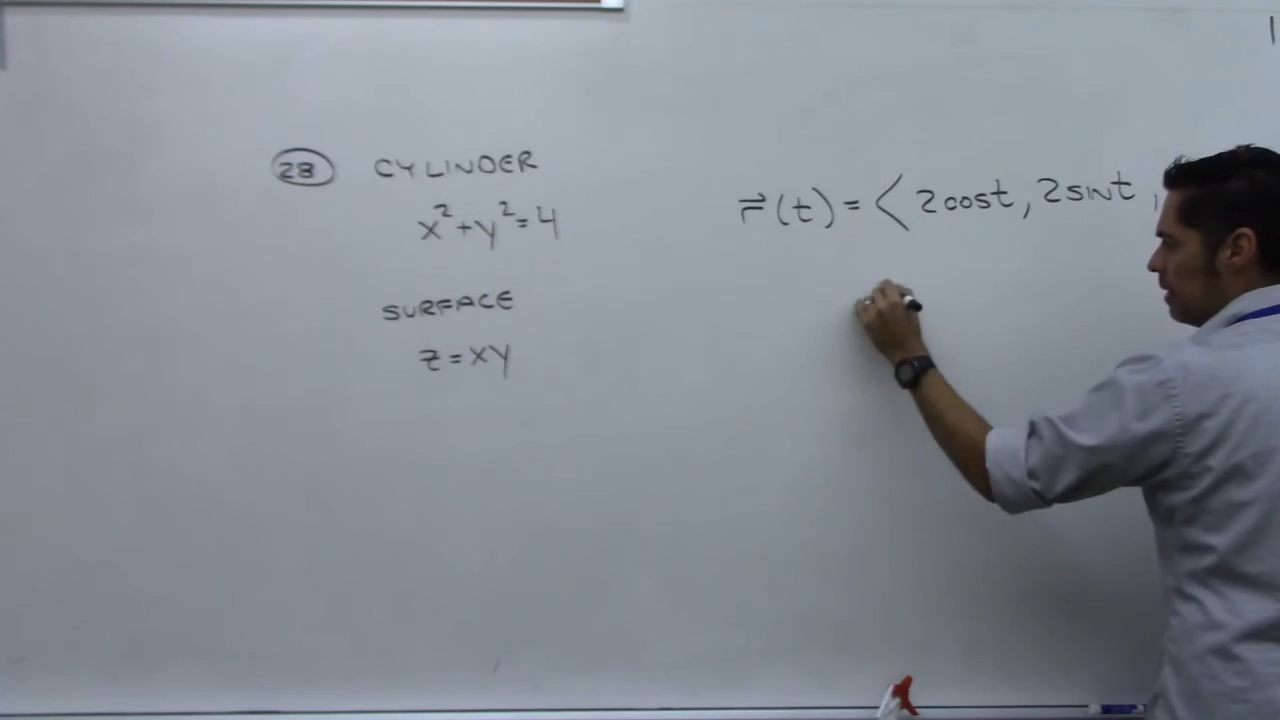 28 CYLINDER
x²+y²=4
SURFACE
z=xy
r⃗(t)=⟨2cost, 2sint,